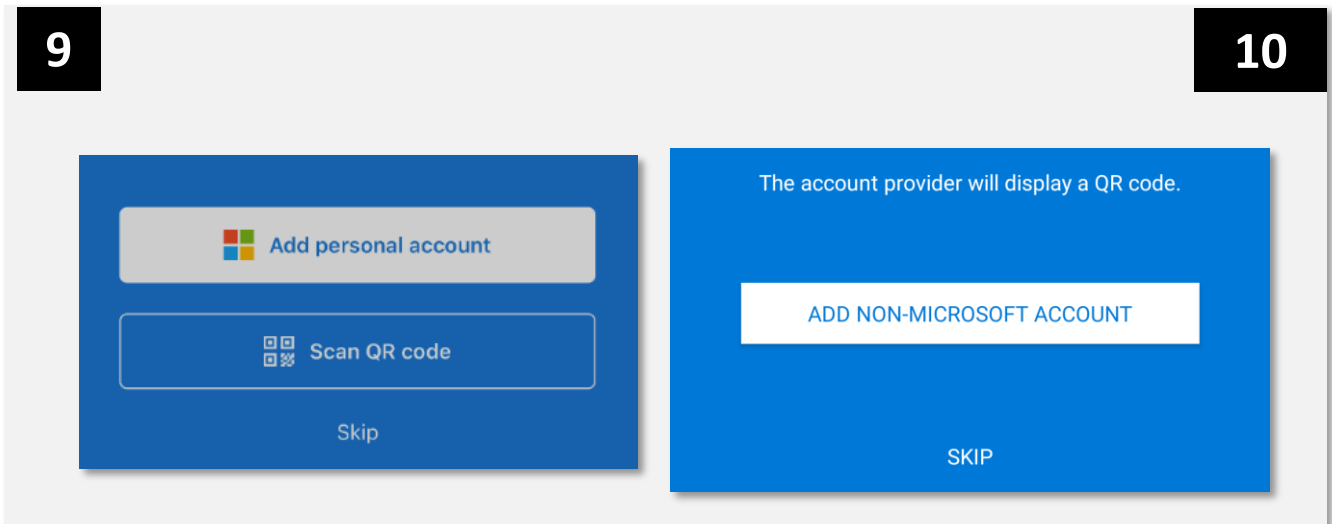 9
10
Add personal account
Scan QR code
Skip
The account provider will display a QR code.
ADD NON-MICROSOFT ACCOUNT
SKIP